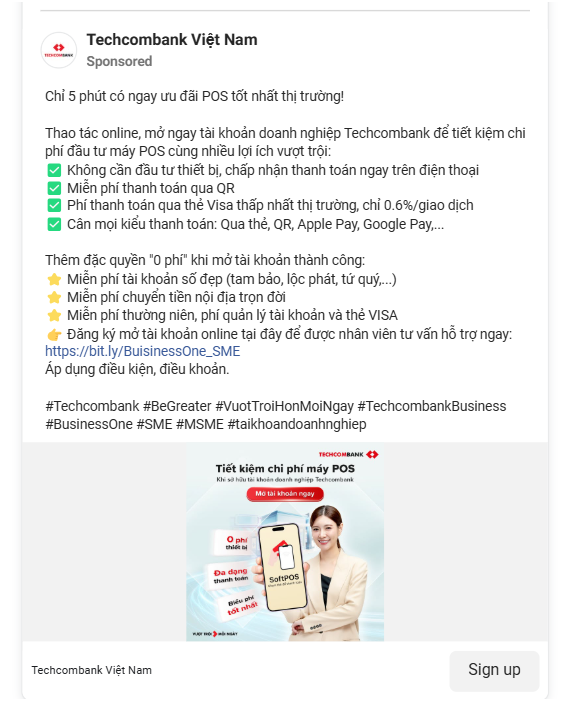 TECHCOMBANK
Techcombank Việt Nam
Sponsored
Chỉ 5 phút có ngay ưu đãi POS tốt nhất thị trường!
Thao tác online, mở ngay tài khoản doanh nghiệp Techcombank để tiết kiệm chi
phí đầu tư máy POS cùng nhiều lợi ích vượt trội:
✅ Không cần đầu tư thiết bị, chấp nhận thanh toán ngay trên điện thoại
✅ Miễn phí thanh toán qua QR
✅ Phí thanh toán qua thẻ Visa thấp nhất thị trường, chỉ 0.6%/giao dịch
✅ Cân mọi kiểu thanh toán: Qua thẻ, QR, Apple Pay, Google Pay,...
Thêm đặc quyền "0 phí" khi mở tài khoản thành công:
⭐ Miễn phí tài khoản số đẹp (tam bảo, lộc phát, tứ quý,...)
⭐ Miễn phí chuyển tiền nội địa trọn đời
⭐ Miễn phí thường niên, phí quản lý tài khoản và thẻ VISA
👉 Đăng ký mở tài khoản online tại đây để được nhân viên tư vấn hỗ trợ ngay:
https://bit.ly/BuisinessOne_SME
Áp dụng điều kiện, điều khoản.
#Techcombank #BeGreater #VuotTroiHonMoiNgay #TechcombankBusiness
#BusinessOne #SME #MSME #taikhoandoanhnghiep
TECHCOMBANK
Tiết kiệm chi phí máy POS
Khi sở hữu tài khoản doanh nghiệp Techcombank
Mở tài khoản ngay
0 phí
thiết bị
Đa dạng
thanh toán
Biểu phí
tốt nhất
SoftPOS
VƯỢT TRỘI MỖI NGÀY
Techcombank Việt Nam
Sign up